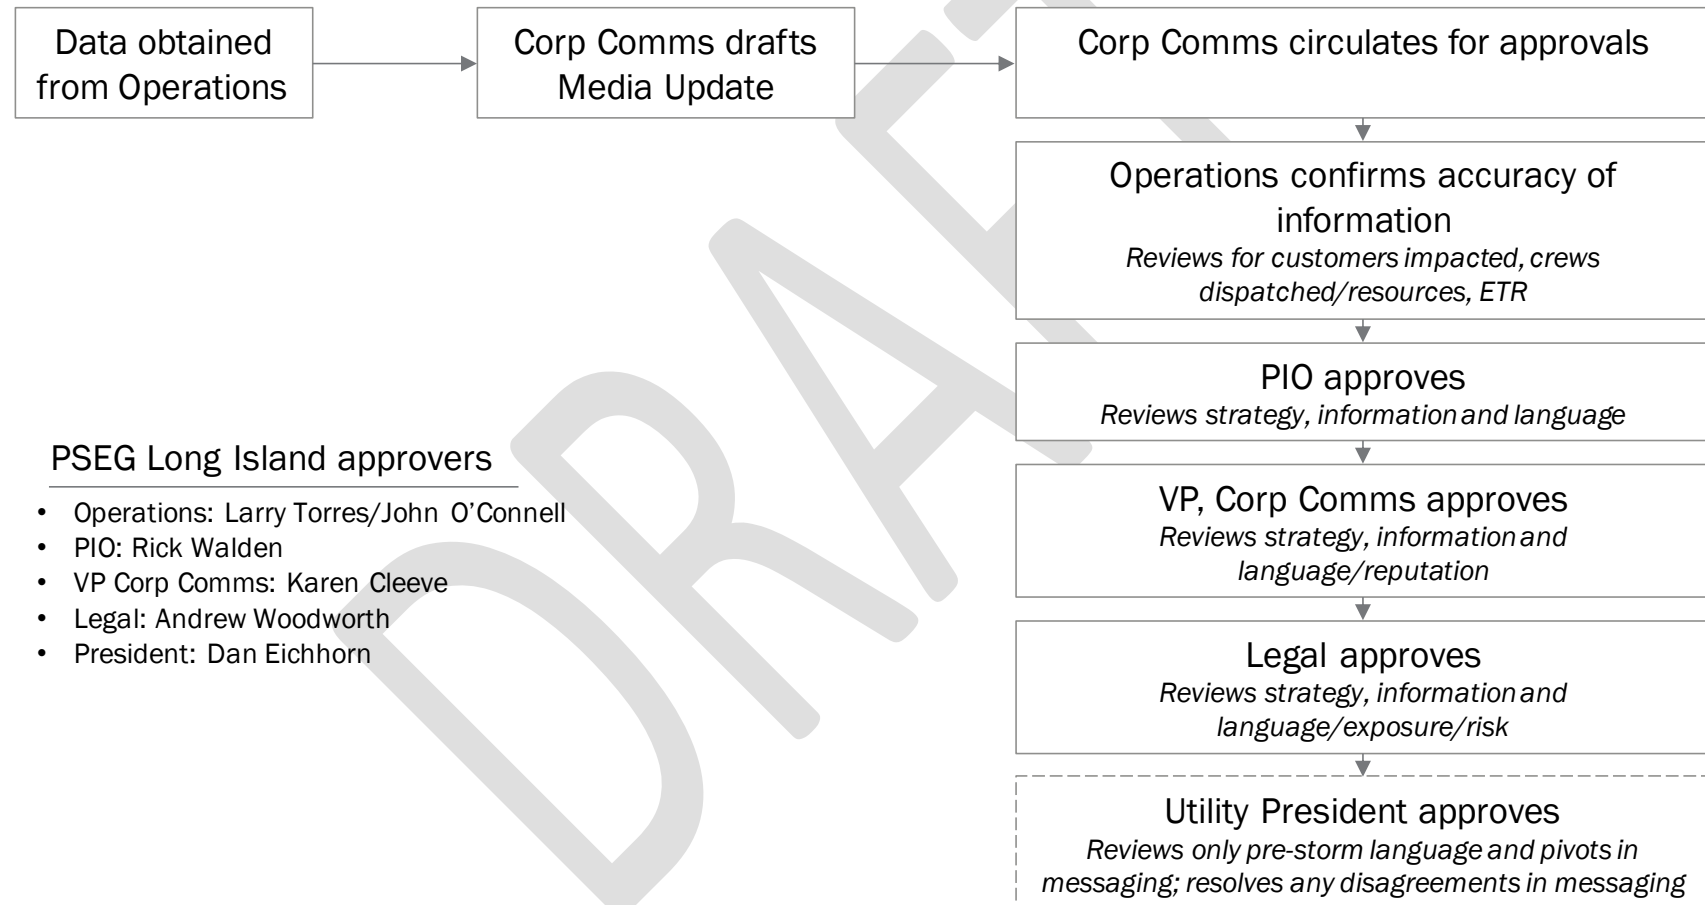 Data obtained
from Operations
Corp Comms drafts
Media Update
Corp Comms circulates for approvals
Operations confirms accuracy of
information
Reviews for customers impacted, crews
dispatched/resources, ETR
PIO approves
Reviews strategy, information and language
VP, Corp Comms approves
Reviews strategy, information and
language/reputation
Legal approves
Reviews strategy, information and
language/exposure/risk
Utility President approves
Reviews only pre-storm language and pivots in
messaging; resolves any disagreements in messaging
PSEG Long Island approvers
• Operations: Larry Torres/John O’Connell
• PIO: Rick Walden
• VP Corp Comms: Karen Cleeve
• Legal: Andrew Woodworth
• President: Dan Eichhorn
DRAFT